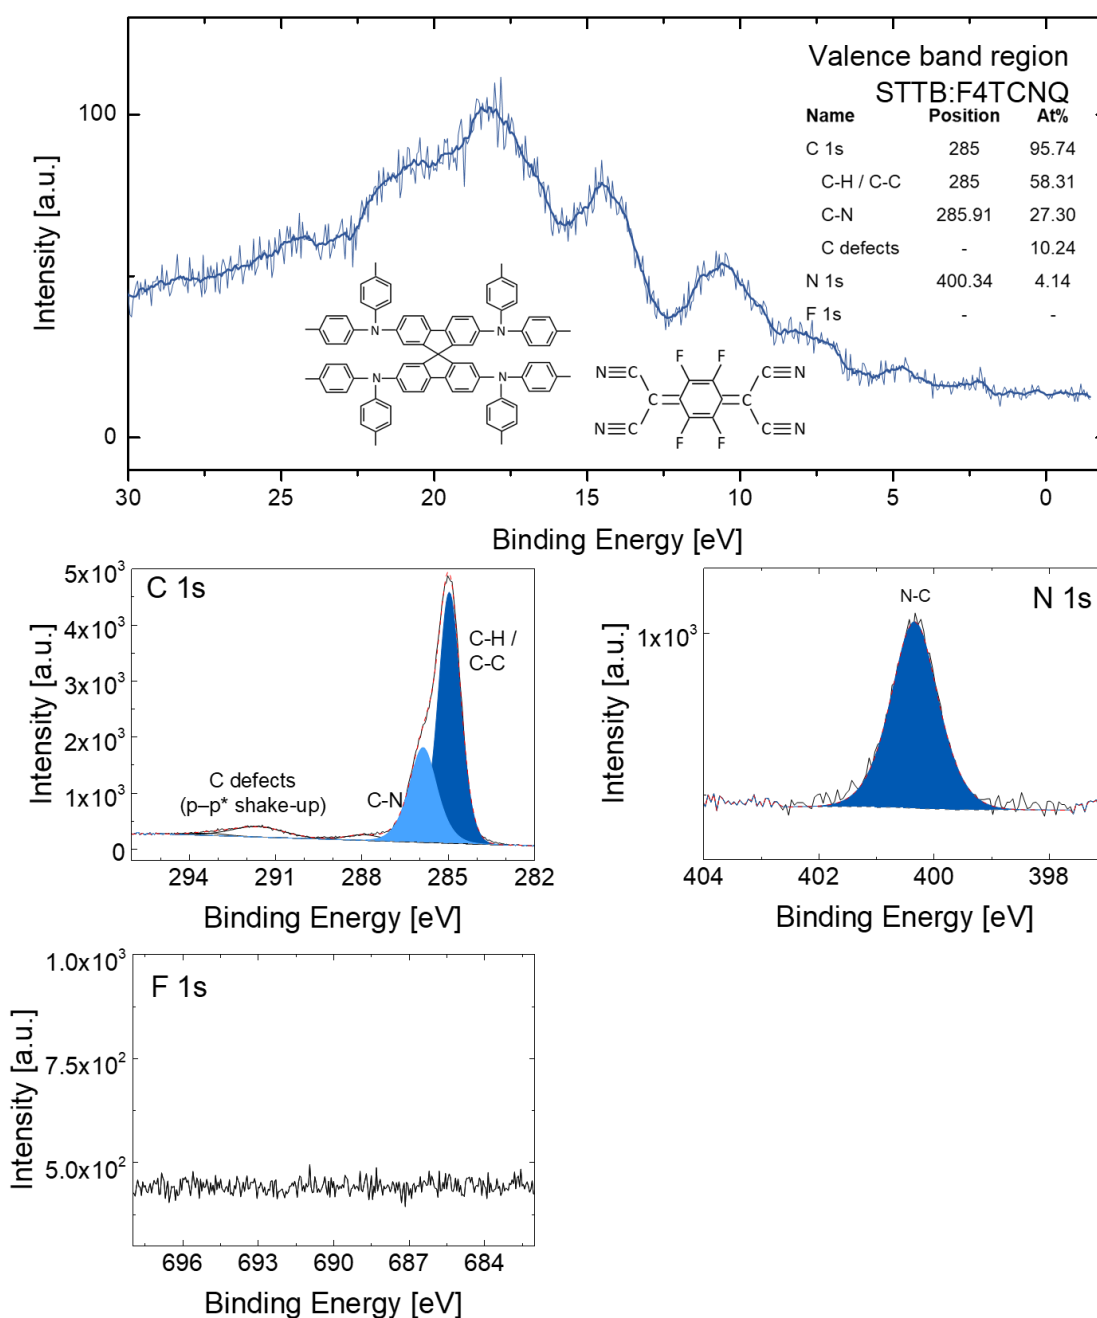 Valence band region
STTB:F4TCNQ
Name Position At%
C 1s 285 95.74
C-H / C-C 285 58.31
C-N 285.91 27.30
C defects - 10.24
N 1s 400.34 4.14
F 1s - -
Intensity [a.u.]
100
0
N N
N N
N≡C F F C≡N
C C
N≡C F F C≡N
30 25 20 15 10 5 0
Binding Energy [eV]
C 1s
Intensity [a.u.]
5x10³
4x10³
3x10³
2x10³
1x10³
0
C-H /
C-C
C-N
C defects
(p–p* shake-up)
294 291 288 285 282
Binding Energy [eV]
N 1s
N-C
Intensity [a.u.]
1x10³
404 402 400 398
Binding Energy [eV]
F 1s
Intensity [a.u.]
1.0x10³
7.5x10²
5.0x10²
696 693 690 687 684
Binding Energy [eV]